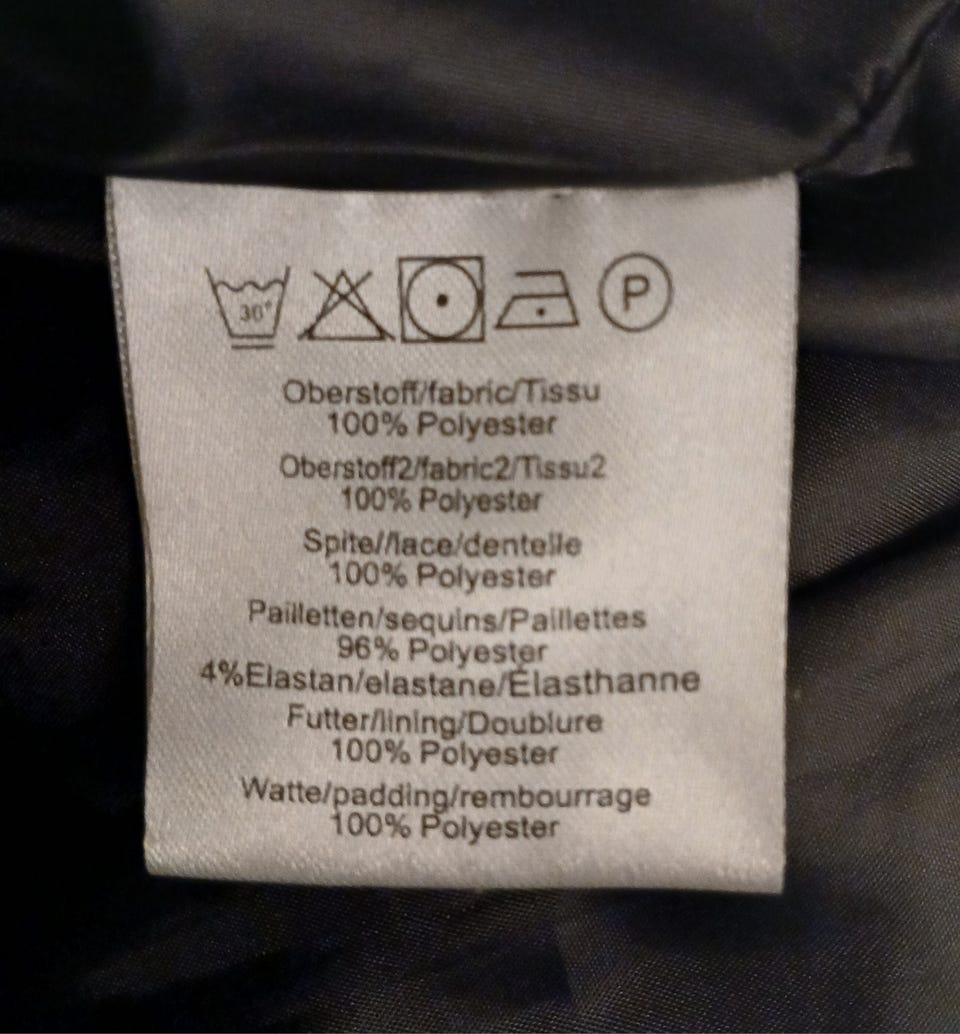 30°
P
Oberstoff/fabric/Tissu
100% Polyester
Oberstoff2/fabric2/Tissu2
100% Polyester
Spite/lace/dentelle
100% Polyester
Pailletten/sequins/Paillettes
96% Polyester
4%Elastan/elastane/Élasthanne
Futter/lining/Doublure
100% Polyester
Watte/padding/rembourrage
100% Polyester